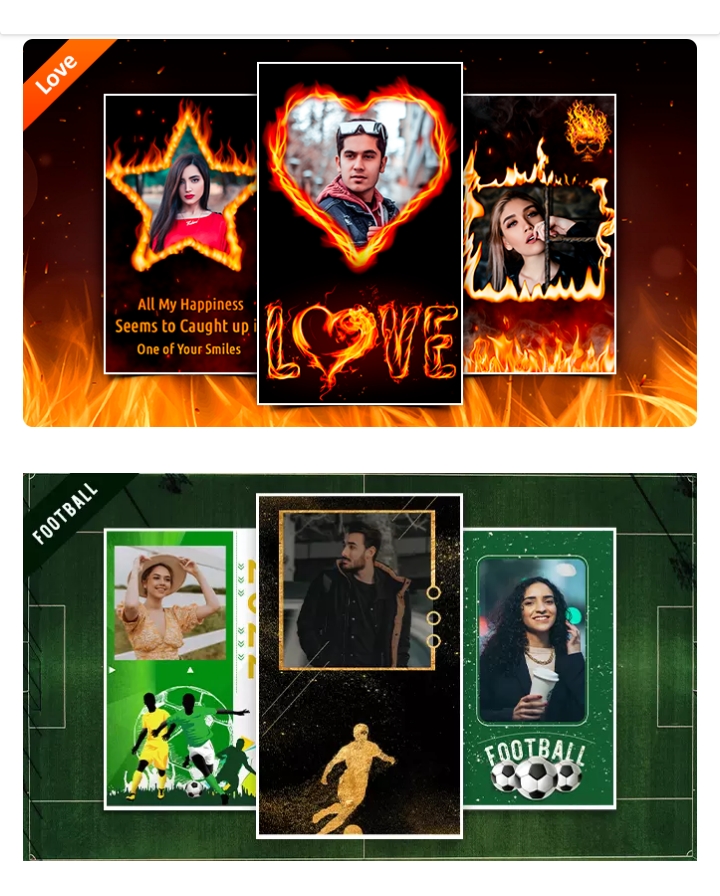 Love
All My Happiness
Seems to Caught up i
One of Your Smiles
LOVE
FOOTBALL
FOOTBALL